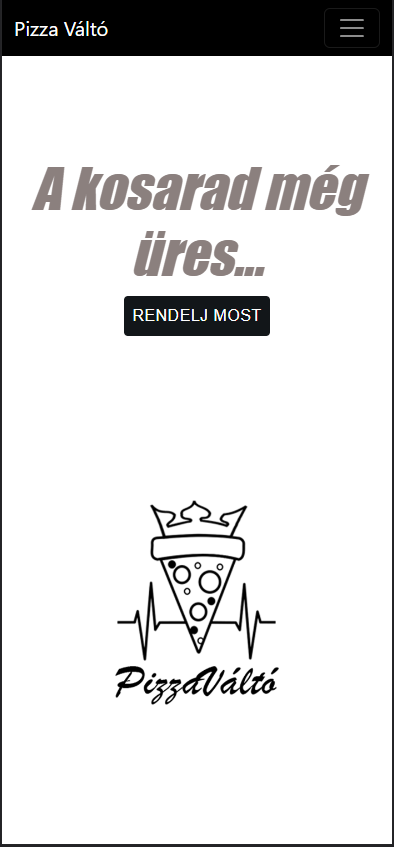 Pizza Váltó
A kosarad még
üres...
RENDELJ MOST
PizzaVáltó